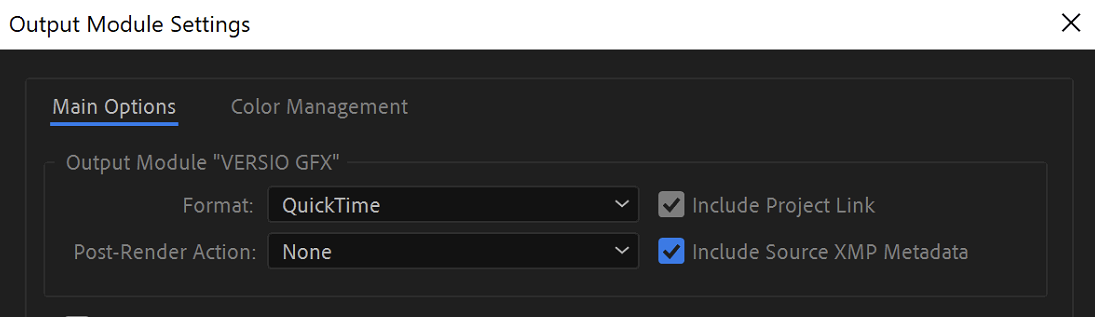 Output Module Settings
Main Options Color Management
Output Module "VERSIO GFX"
Format: QuickTime Include Project Link
Post-Render Action: None Include Source XMP Metadata